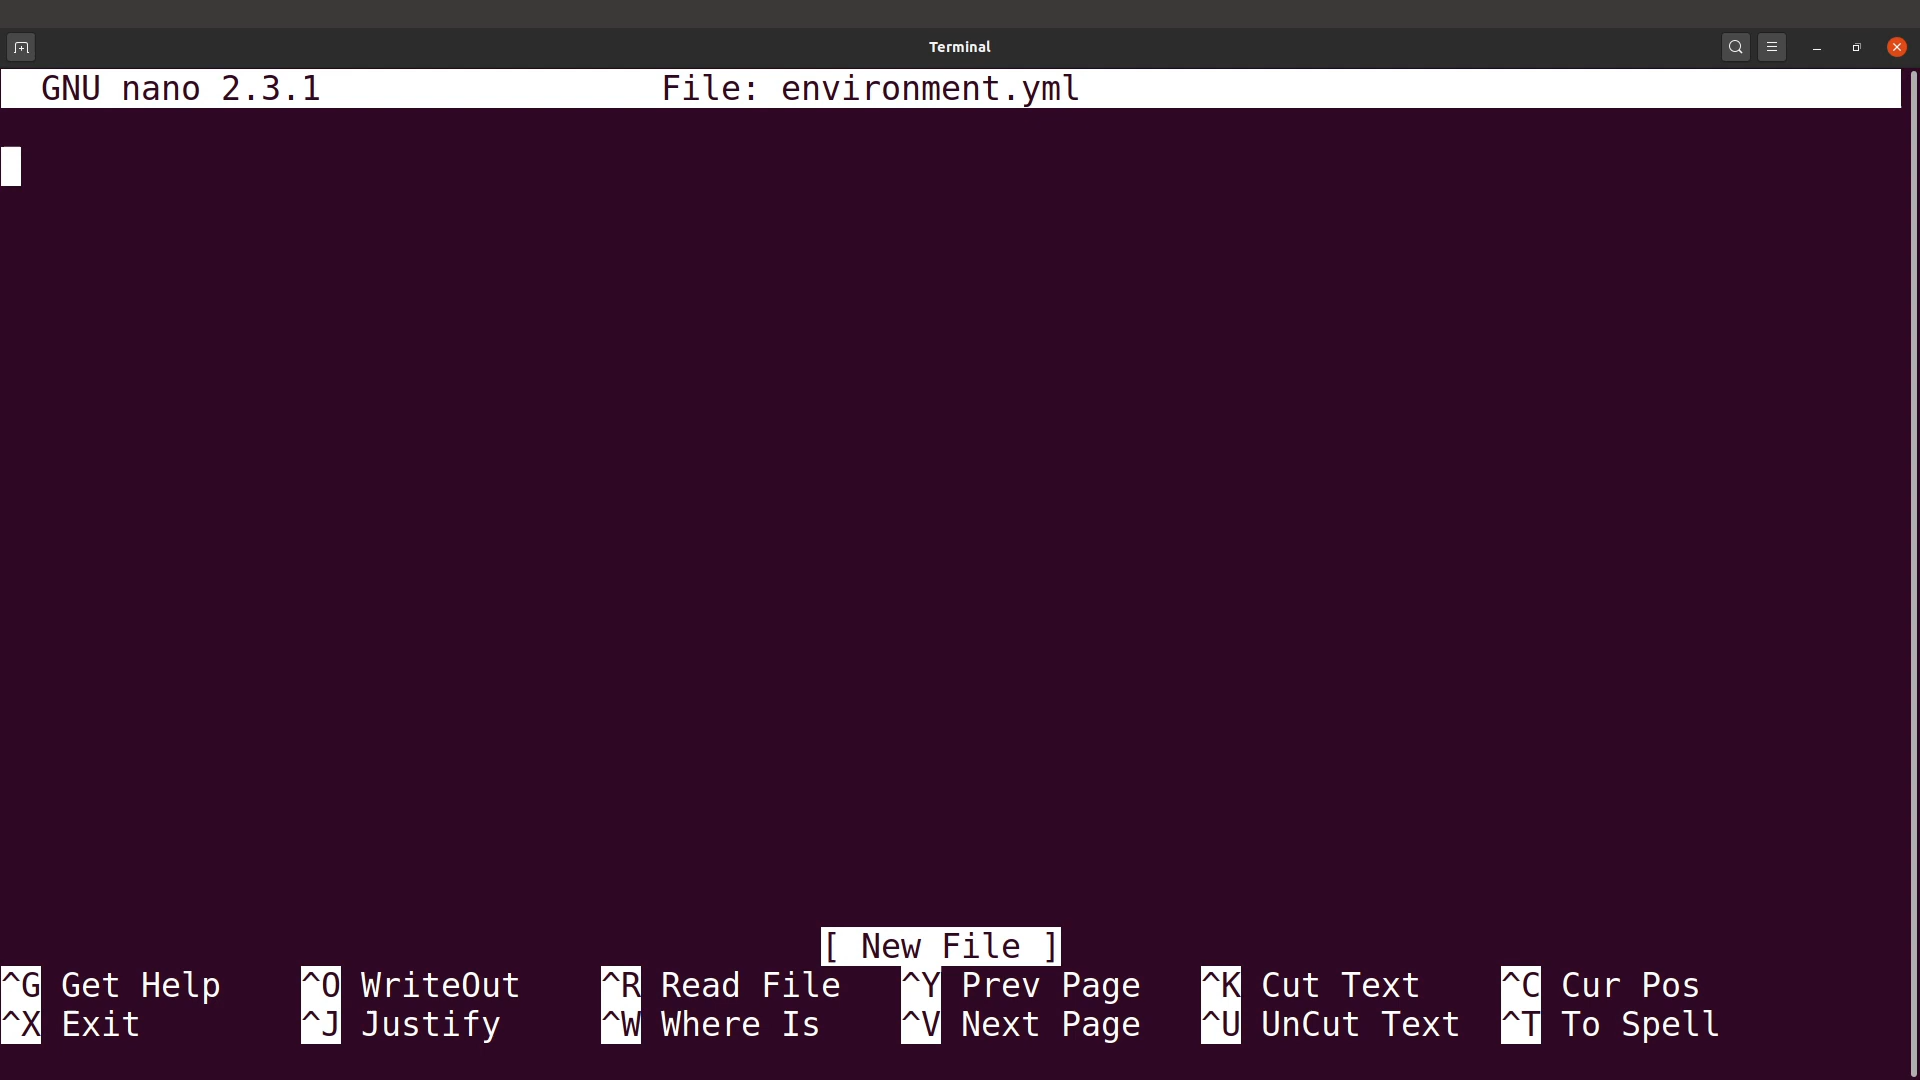 Terminal
GNU nano 2.3.1 File: environment.yml
[ New File ]
^G Get Help ^O WriteOut ^R Read File ^Y Prev Page ^K Cut Text ^C Cur Pos
^X Exit ^J Justify ^W Where Is ^V Next Page ^U UnCut Text ^T To Spell